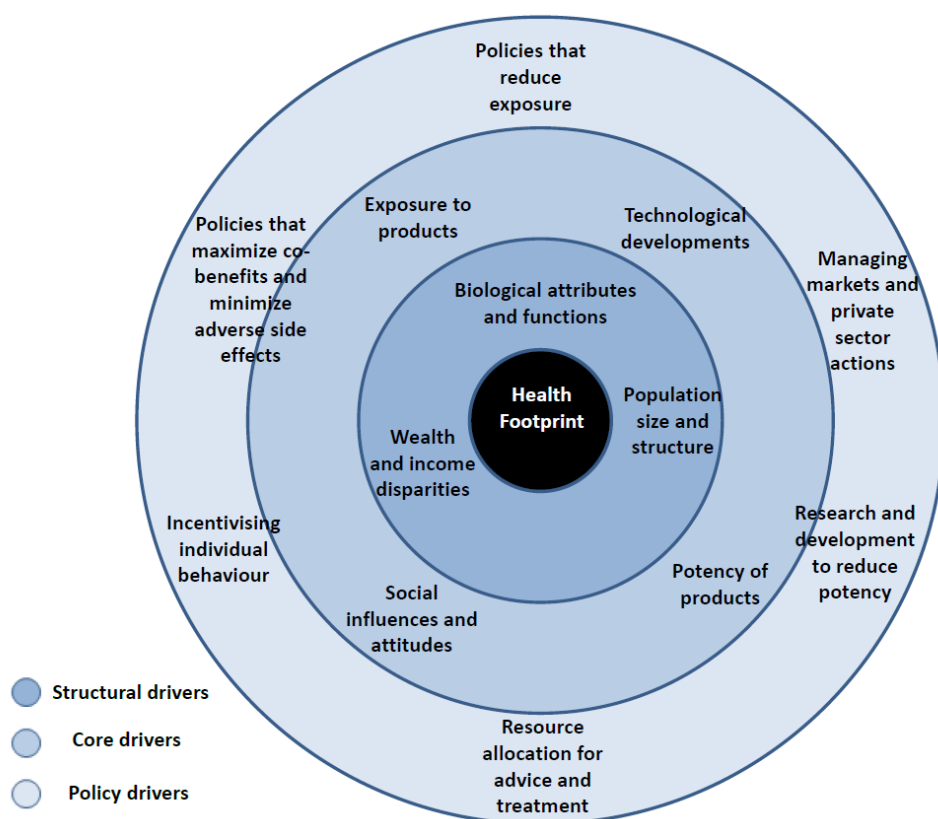 Policies that
reduce
exposure
Exposure to
products
Technological
developments
Policies that
maximize co-
benefits and
minimize
adverse side
effects
Managing
markets and
private
sector
actions
Biological attributes
and functions
Health
Footprint
Population
size and
structure
Wealth
and income
disparities
Incentivising
individual
behaviour
Research and
development
to reduce
potency
Potency of
products
Social
influences and
attitudes
Resource
allocation for
advice and
treatment
Structural drivers
Core drivers
Policy drivers